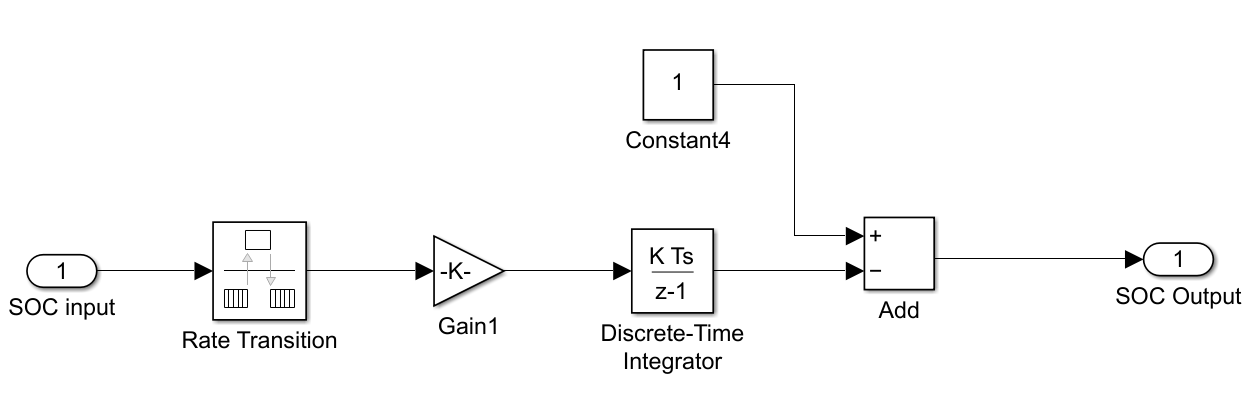 1
Constant4
1
SOC input
Rate Transition
-K-
Gain1
K Ts
z-1
Discrete-Time
Integrator
+
−
Add
1
SOC Output